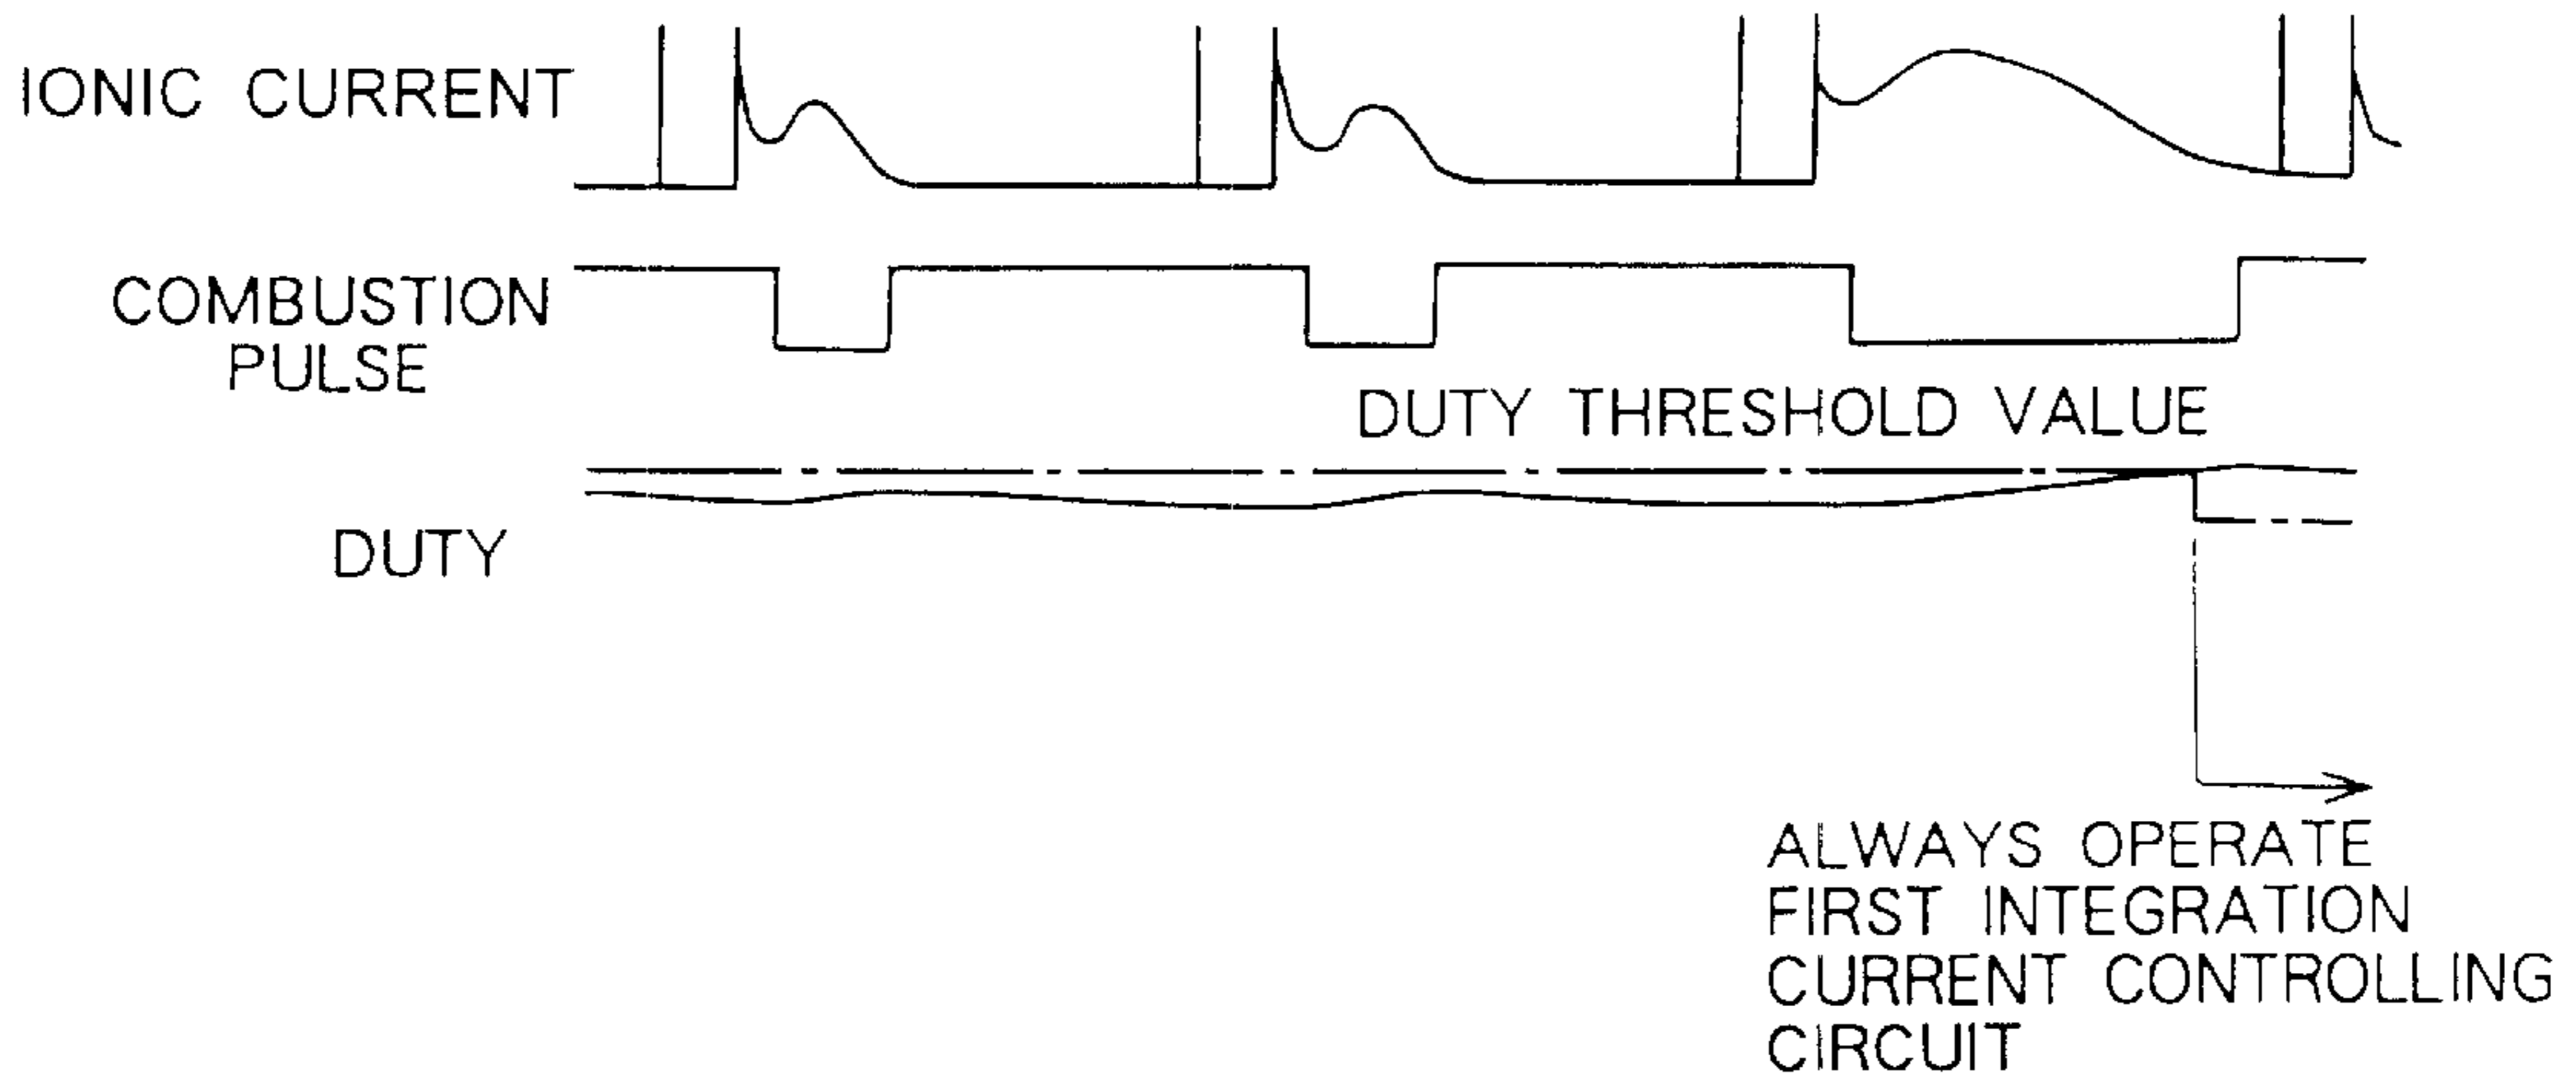 IONIC CURRENT
COMBUSTION
PULSE
DUTY THRESHOLD VALUE
DUTY
ALWAYS OPERATE
FIRST INTEGRATION
CURRENT CONTROLLING
CIRCUIT